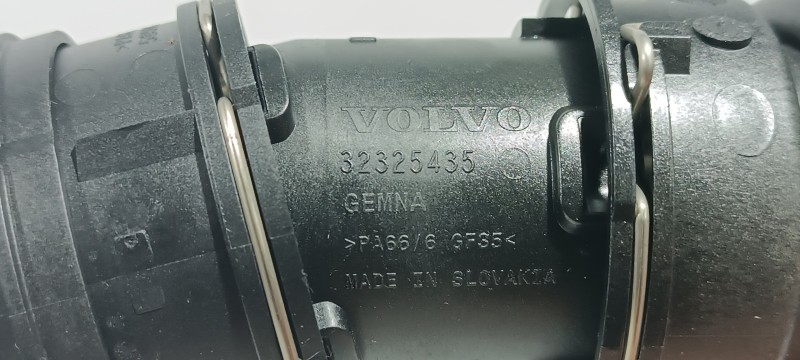 VOLVO
32325435
GEMNA
>PA66/6 GF35<
MADE IN SLOVAKIA